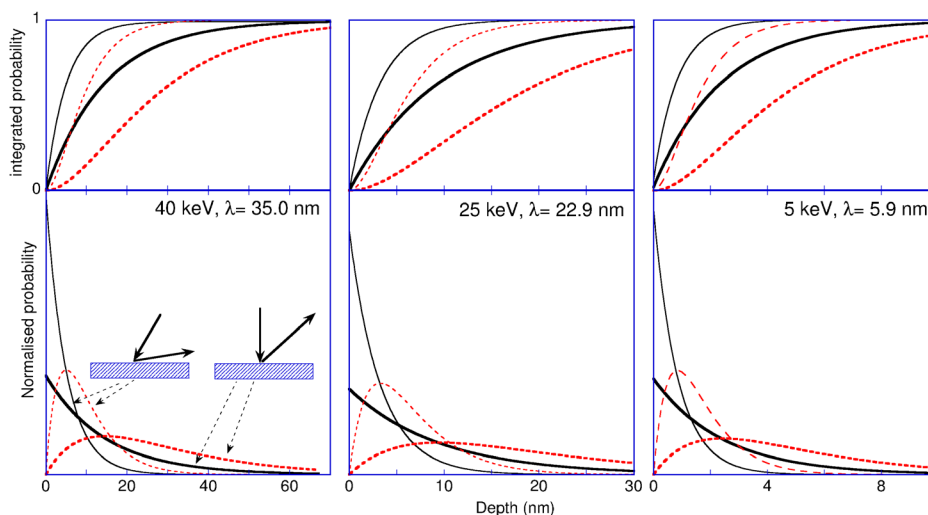 1
integrated probability
0
40 keV, λ= 35.0 nm
25 keV, λ= 22.9 nm
5 keV, λ= 5.9 nm
Normalised probability
0 20 40 60 0 10 20 30 0 4 8
Depth (nm)